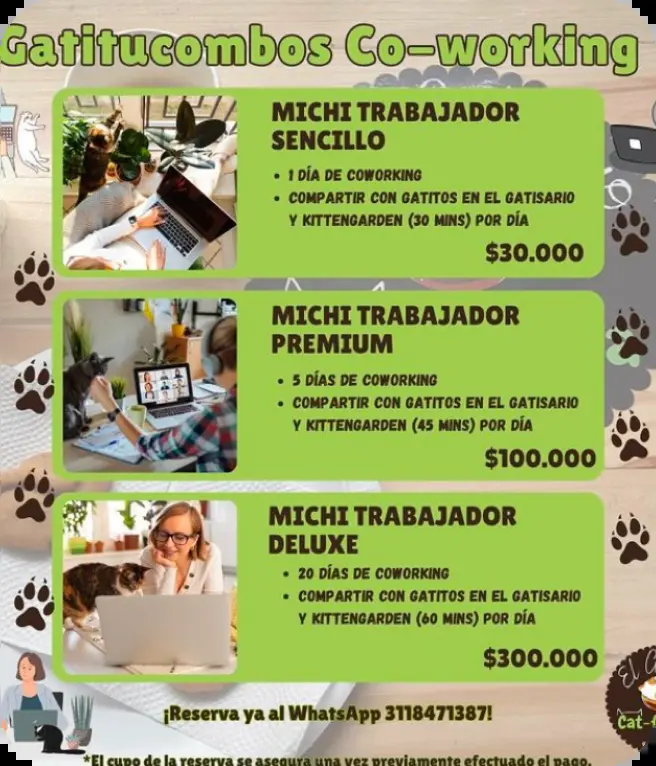 Gatitucombos Co-working
MICHI TRABAJADOR
SENCILLO
• 1 DÍA DE COWORKING
• COMPARTIR CON GATITOS EN EL GATISARIO
Y KITTENGARDEN (30 MINS) POR DÍA
$30.000
MICHI TRABAJADOR
PREMIUM
• 5 DÍAS DE COWORKING
• COMPARTIR CON GATITOS EN EL GATISARIO
Y KITTENGARDEN (45 MINS) POR DÍA
$100.000
MICHI TRABAJADOR
DELUXE
• 20 DÍAS DE COWORKING
• COMPARTIR CON GATITOS EN EL GATISARIO
Y KITTENGARDEN (60 MINS) POR DÍA
$300.000
El
Cat-
¡Reserva ya al WhatsApp 3118471387!
*El cupo de la reserva se asegura una vez previamente efectuado el pago.